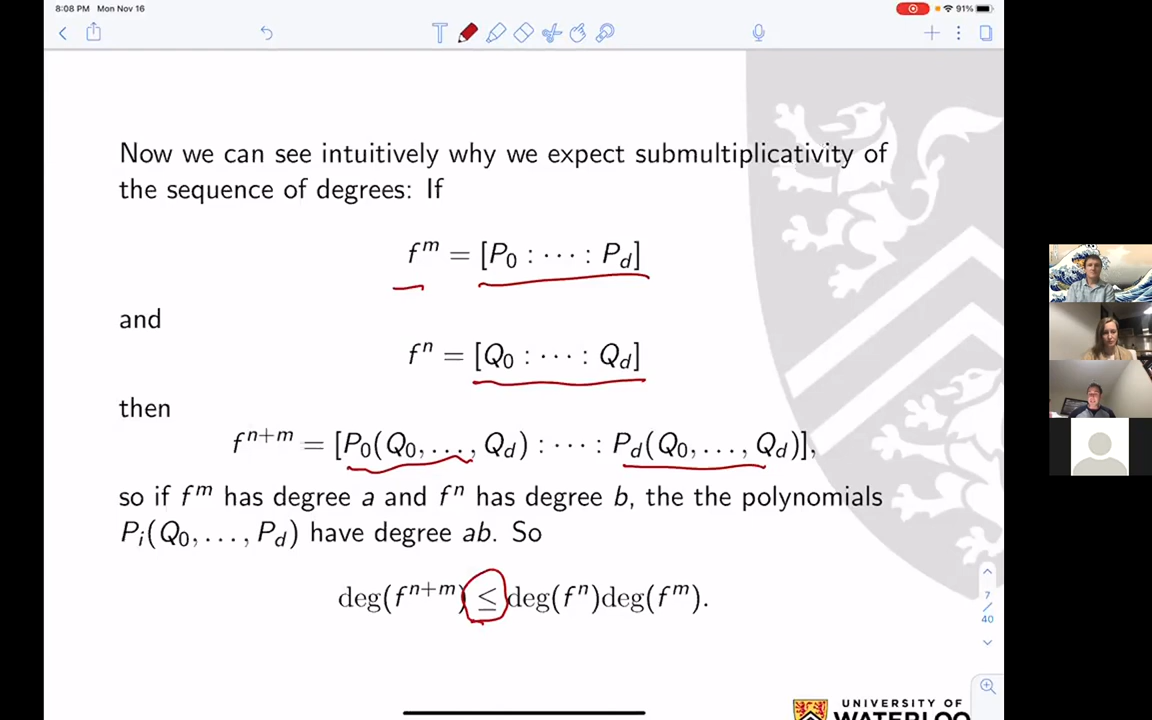 8:08 PM Mon Nov 16
91%
Now we can see intuitively why we expect submultiplicativity of
the sequence of degrees: If
f^m = [P_0 : ⋯ : P_d]
and
f^n = [Q_0 : ⋯ : Q_d]
then
f^{n+m} = [P_0(Q_0, …, Q_d) : ⋯ : P_d(Q_0, …, Q_d)],
so if f^m has degree a and f^n has degree b, the the polynomials
P_i(Q_0, …, P_d) have degree ab. So
deg(f^{n+m}) ≤ deg(f^n)deg(f^m).
7
/
40
UNIVERSITY OF
WATERLOO